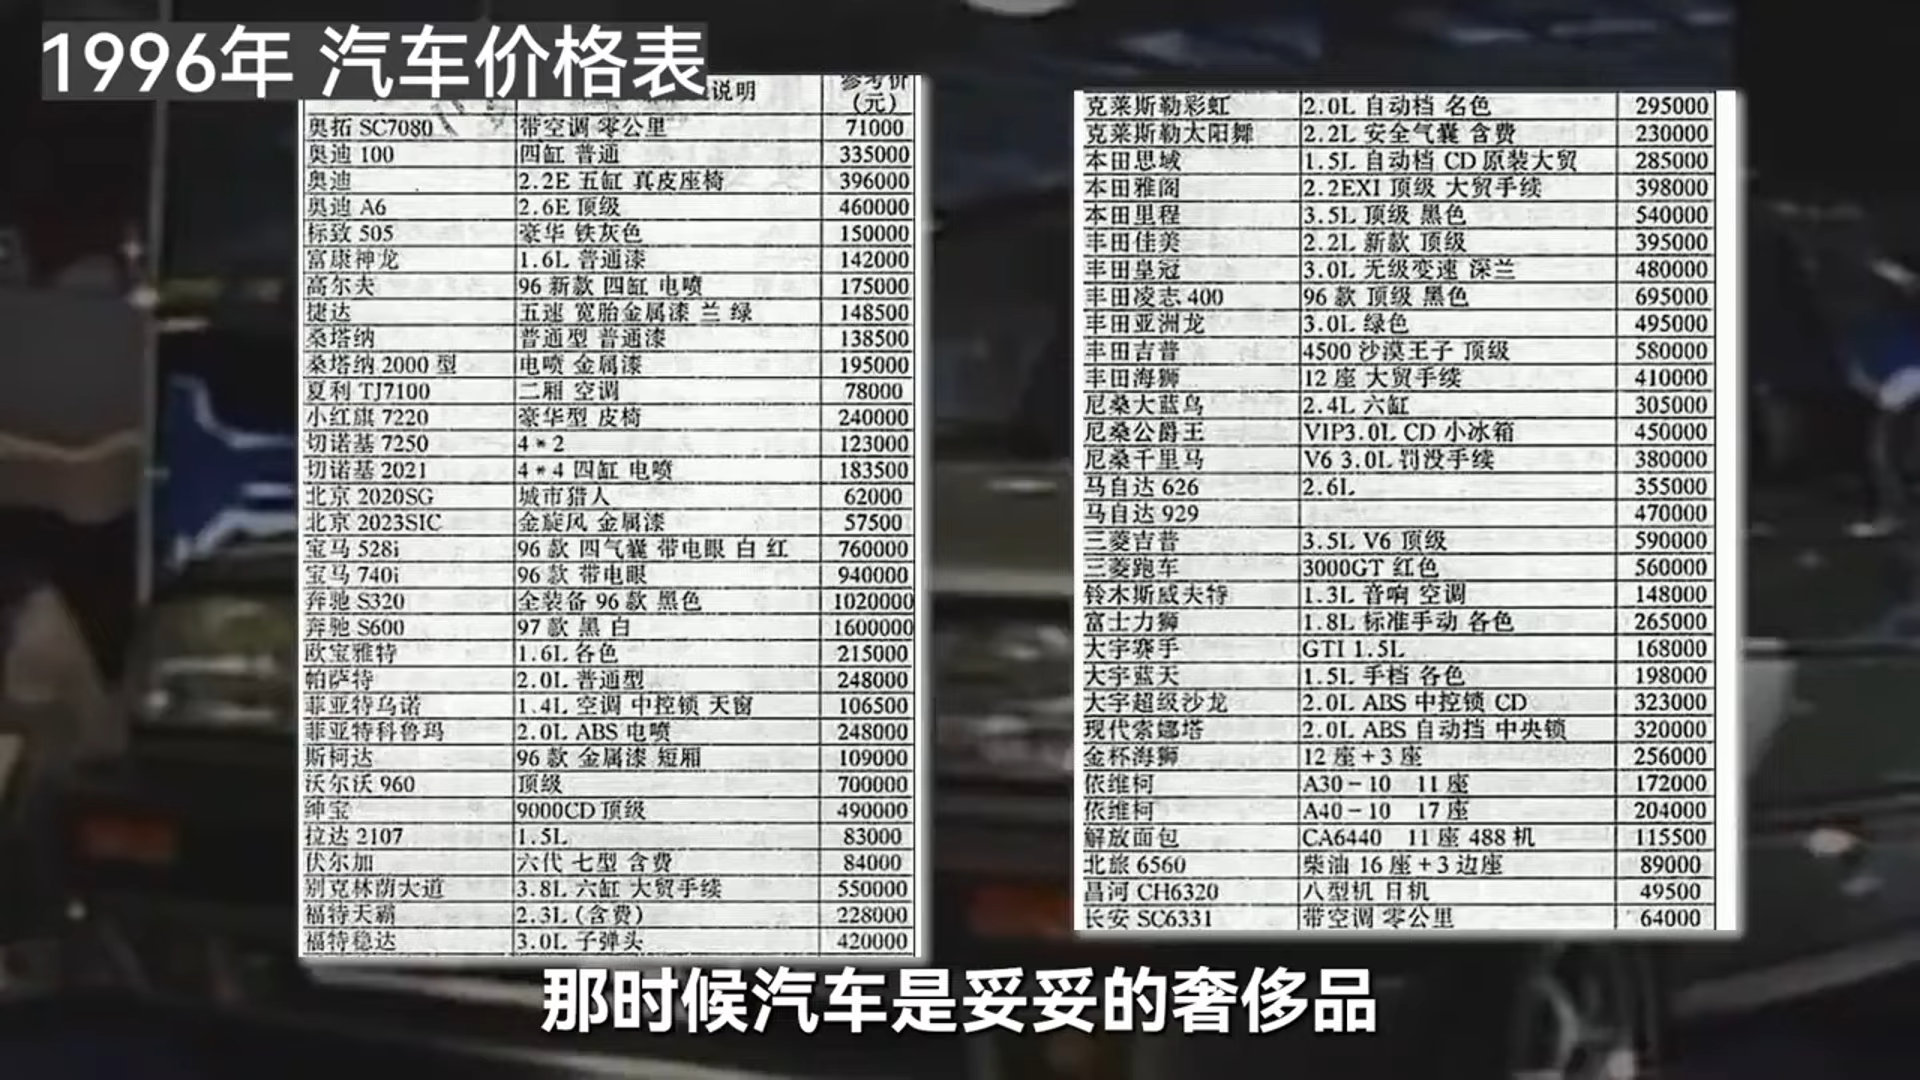 1996年 汽车价格表
说明 参考价
(元)
奥拓 SC7080 带空调 零公里 71000
奥迪 100 四缸 普通 335000
奥迪 2.2E 五缸 真皮座椅 396000
奥迪 A6 2.6E 顶级 460000
标致 505 豪华 铁灰色 150000
富康神龙 1.6L 普通漆 142000
高尔夫 96 新款 四缸 电喷 175000
捷达 五速 宽胎金属漆 兰 绿 148500
桑塔纳 普通型 普通漆 138500
桑塔纳 2000 型 电喷 金属漆 195000
夏利 TJ7100 二厢 空调 78000
小红旗 7220 豪华型 皮椅 240000
切诺基 7250 4*2 123000
切诺基 2021 4*4 四缸 电喷 183500
北京 2020SG 城市猎人 62000
北京 2023SIC 金旋风 金属漆 57500
宝马 528i 96 款 四气囊 带电眼 白 红 760000
宝马 740i 96 款 带电眼 940000
奔驰 S320 全装备 96 款 黑色 1020000
奔驰 S600 97 款 黑 白 1600000
欧宝雅特 1.6L 各色 215000
帕萨特 2.0L 普通型 248000
菲亚特乌诺 1.4L 空调 中控锁 天窗 106500
菲亚特科鲁玛 2.0L ABS 电喷 248000
斯柯达 96 款 金属漆 短厢 109000
沃尔沃 960 顶级 700000
绅宝 9000CD 顶级 490000
拉达 2107 1.5L 83000
伏尔加 六代 七型 含费 84000
别克林荫大道 3.8L 六缸 大贸手续 550000
福特天霸 2.3L (含费) 228000
福特稳达 3.0L 子弹头 420000
克莱斯勒彩虹 2.0L 自动档 名色 295000
克莱斯勒太阳舞 2.2L 安全气囊 含费 230000
本田思域 1.5L 自动档 CD 原装大贸 285000
本田雅阁 2.2EXI 顶级 大贸手续 398000
本田里程 3.5L 顶级 黑色 540000
丰田佳美 2.2L 新款 顶级 395000
丰田皇冠 3.0L 无级变速 深兰 480000
丰田凌志 400 96 款 顶级 黑色 695000
丰田亚洲龙 3.0L 绿色 495000
丰田吉普 4500 沙漠王子 顶级 580000
丰田海狮 12 座 大贸手续 410000
尼桑大蓝鸟 2.4L 六缸 305000
尼桑公爵王 VIP3.0L CD 小冰箱 450000
尼桑千里马 V6 3.0L 罚没手续 380000
马自达 626 2.6L 355000
马自达 929 470000
三菱吉普 3.5L V6 顶级 590000
三菱跑车 3000GT 红色 560000
铃木斯威夫特 1.3L 音响 空调 148000
富士力狮 1.8L 标准手动 各色 265000
大宇赛手 GTI 1.5L 168000
大宇蓝天 1.5L 手档 各色 198000
大宇超级沙龙 2.0L ABS 中控锁 CD 323000
现代索娜塔 2.0L ABS 自动挡 中央锁 320000
金杯海狮 12 座+3 座 256000
依维柯 A30-10 11 座 172000
依维柯 A40-10 17 座 204000
解放面包 CA6440 11 座 488 机 115500
北旅 6560 柴油 16 座+3 边座 89000
昌河 CH6320 八型机 日机 49500
长安 SC6331 带空调 零公里 64000
那时候汽车是妥妥的奢侈品